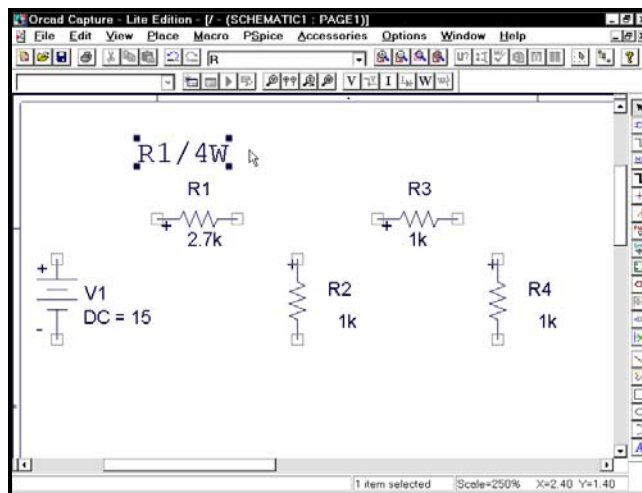 Orcad Capture - Lite Edition - [/ - (SCHEMATIC1 : PAGE1)]
File Edit View Place Macro PSpice Accessories Options Window Help
R
V I W
R1/4W
R1 R3
+ +
2.7k 1k
+ + +
V1 R2 R4
- DC = 15 1k 1k
1 item selected Scale=250% X=2.40 Y=1.40